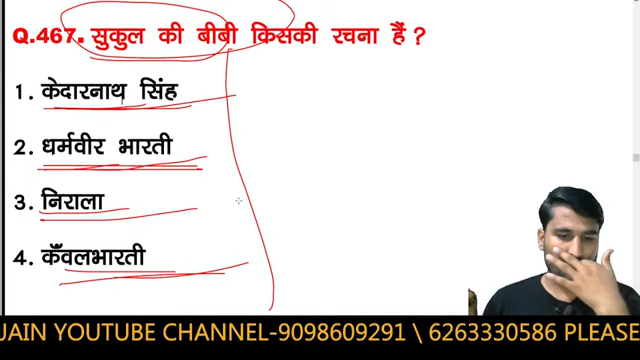 Q.467. सुकुल की बीबी किसकी रचना हैं ?
1. केदारनाथ सिंह
2. धर्मवीर भारती
3. निराला
4. कँवलभारती
JAIN YOUTUBE CHANNEL-9098609291 \ 6263330586 PLEASE